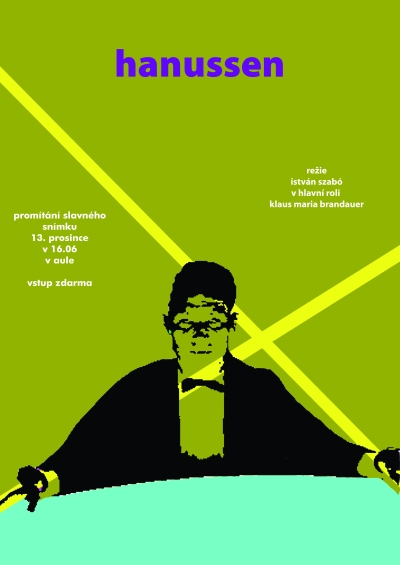 hanussen
režie
istván szabó
v hlavní roli
klaus maria brandauer
promítání slavného
snímku
13. prosince
v 16.06
v aule
vstup zdarma